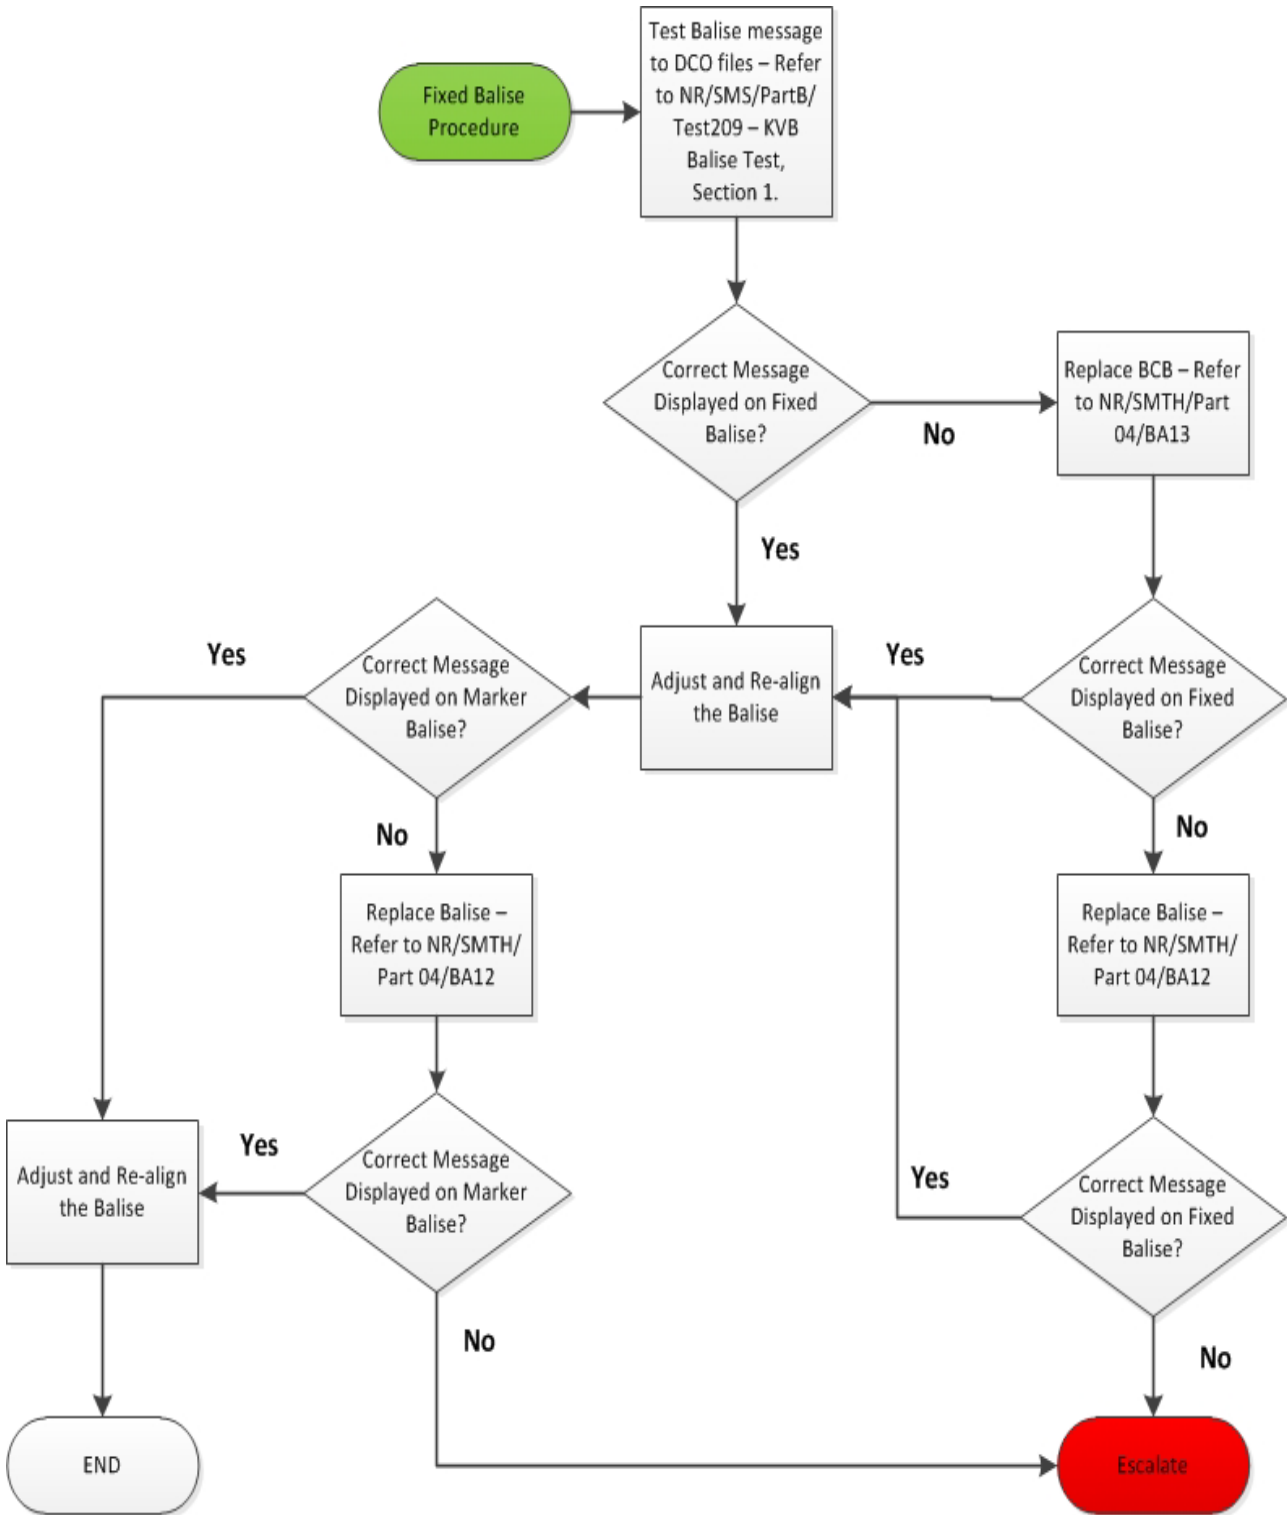 Test Balise message
to DCO files – Refer
to NR/SMS/PartB/
Test209 – KVB
Balise Test,
Section 1.
Fixed Balise
Procedure
Correct Message
Displayed on Fixed
Balise?
No
Replace BCB – Refer
to NR/SMTH/Part
04/BA13
Yes
Yes
Correct Message
Displayed on Marker
Balise?
Adjust and Re-align
the Balise
Yes
Correct Message
Displayed on Fixed
Balise?
No
No
Replace Balise –
Refer to NR/SMTH/
Part 04/BA12
Replace Balise –
Refer to NR/SMTH/
Part 04/BA12
Adjust and Re-align
the Balise
Yes
Correct Message
Displayed on Marker
Balise?
Yes
Correct Message
Displayed on Fixed
Balise?
No
No
END
Escalate